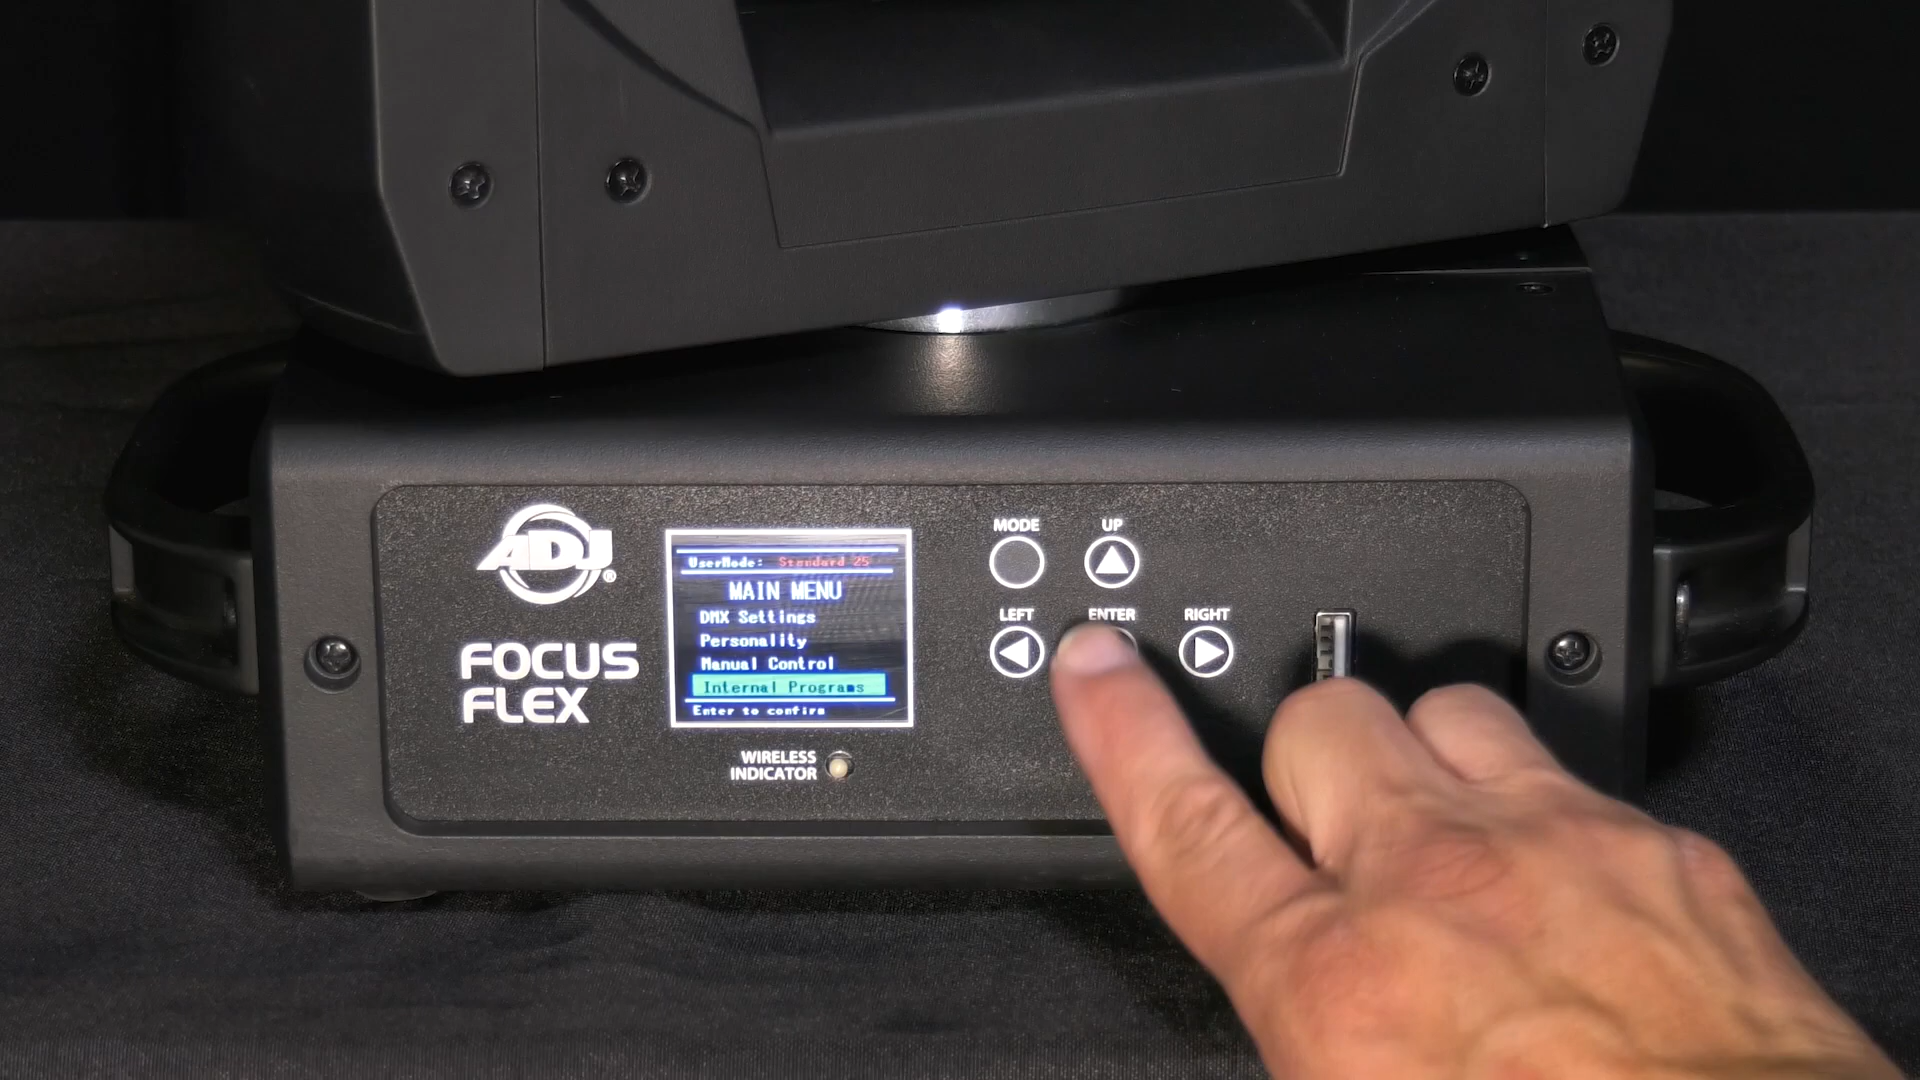 ADJ®
FOCUS
FLEX
UserMode: Standard 25
MAIN MENU
DMX Settings
Personality
Manual Control
Internal Programs
Enter to confirm
WIRELESS
INDICATOR
MODE
UP
LEFT
ENTER
RIGHT